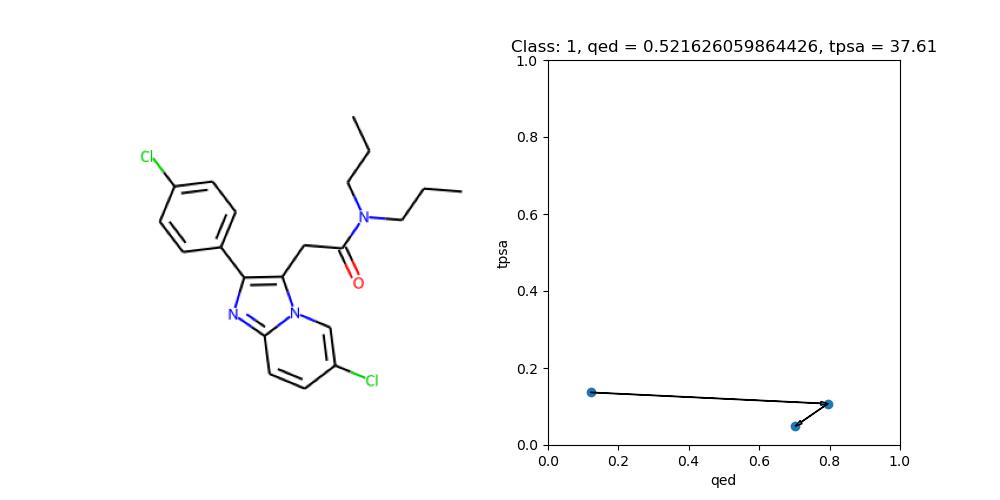 Class: 1, qed = 0.521626059864426, tpsa = 37.61
Cl
N
O
N
N
Cl
1.0
0.8
0.6
0.4
0.2
0.0
tpsa
0.0 0.2 0.4 0.6 0.8 1.0
qed